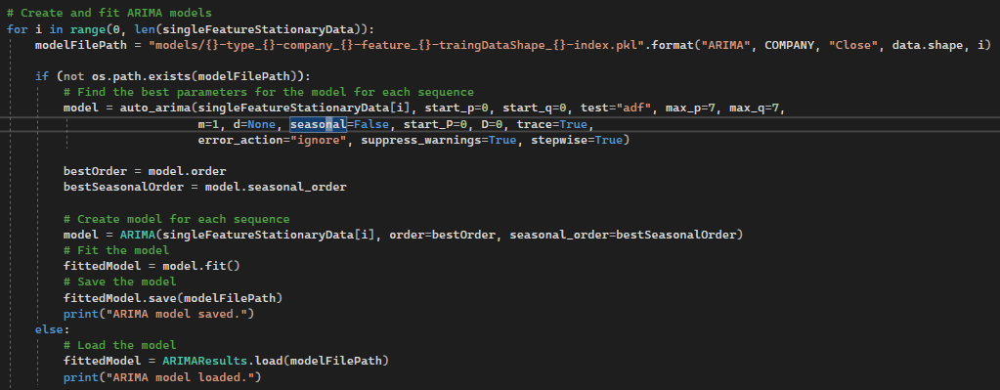 # Create and fit ARIMA models
for i in range(0, len(singleFeatureStationaryData)):
modelFilePath = "models/{}-type_{}-company_{}-feature_{}-traingDataShape_{}-index.pkl".format("ARIMA", COMPANY, "Close", data.shape, i)
if (not os.path.exists(modelFilePath)):
# Find the best parameters for the model for each sequence
model = auto_arima(singleFeatureStationaryData[i], start_p=0, start_q=0, test="adf", max_p=7, max_q=7,
m=1, d=None, seasonal=False, start_P=0, D=0, trace=True,
error_action="ignore", suppress_warnings=True, stepwise=True)
bestOrder = model.order
bestSeasonalOrder = model.seasonal_order
# Create model for each sequence
model = ARIMA(singleFeatureStationaryData[i], order=bestOrder, seasonal_order=bestSeasonalOrder)
# Fit the model
fittedModel = model.fit()
# Save the model
fittedModel.save(modelFilePath)
print("ARIMA model saved.")
else:
# Load the model
fittedModel = ARIMAResults.load(modelFilePath)
print("ARIMA model loaded.")